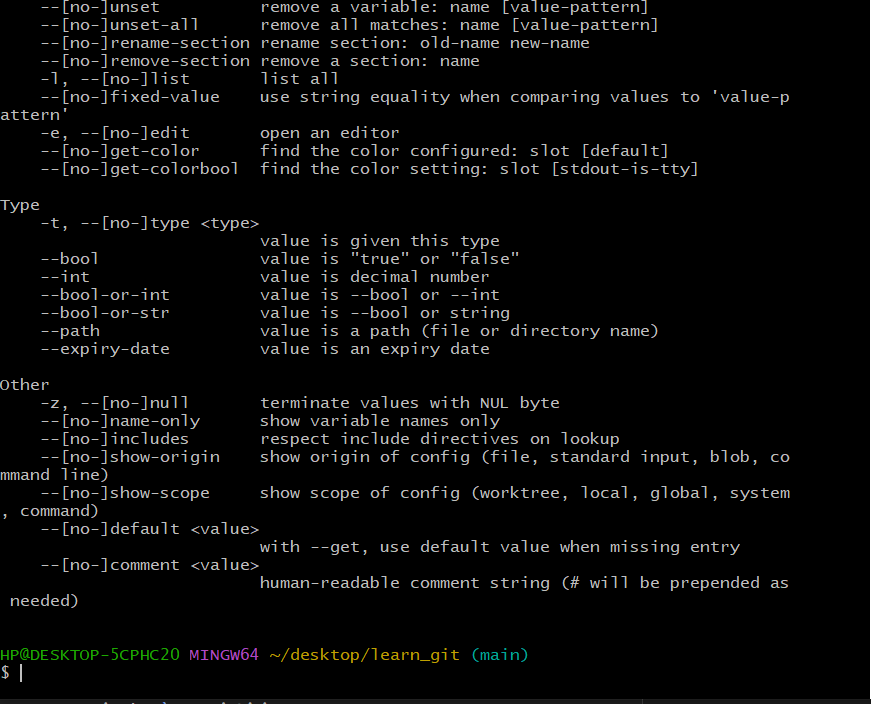 --[no-]unset remove a variable: name [value-pattern]
--[no-]unset-all remove all matches: name [value-pattern]
--[no-]rename-section rename section: old-name new-name
--[no-]remove-section remove a section: name
-l, --[no-]list list all
--[no-]fixed-value use string equality when comparing values to 'value-p
attern'
-e, --[no-]edit open an editor
--[no-]get-color find the color configured: slot [default]
--[no-]get-colorbool find the color setting: slot [stdout-is-tty]
Type
-t, --[no-]type <type>
value is given this type
--bool value is "true" or "false"
--int value is decimal number
--bool-or-int value is --bool or --int
--bool-or-str value is --bool or string
--path value is a path (file or directory name)
--expiry-date value is an expiry date
Other
-z, --[no-]null terminate values with NUL byte
--[no-]name-only show variable names only
--[no-]includes respect include directives on lookup
--[no-]show-origin show origin of config (file, standard input, blob, co
mmand line)
--[no-]show-scope show scope of config (worktree, local, global, system
, command)
--[no-]default <value>
with --get, use default value when missing entry
--[no-]comment <value>
human-readable comment string (# will be prepended as
needed)
HP@DESKTOP-5CPHC20 MINGW64 ~/desktop/learn_git (main)
$